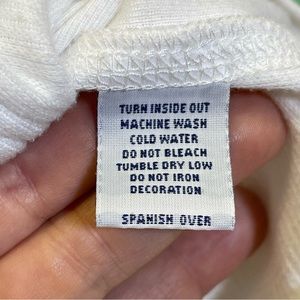 TURN INSIDE OUT
MACHINE WASH
COLD WATER
DO NOT BLEACH
TUMBLE DRY LOW
DO NOT IRON
DECORATION
SPANISH OVER